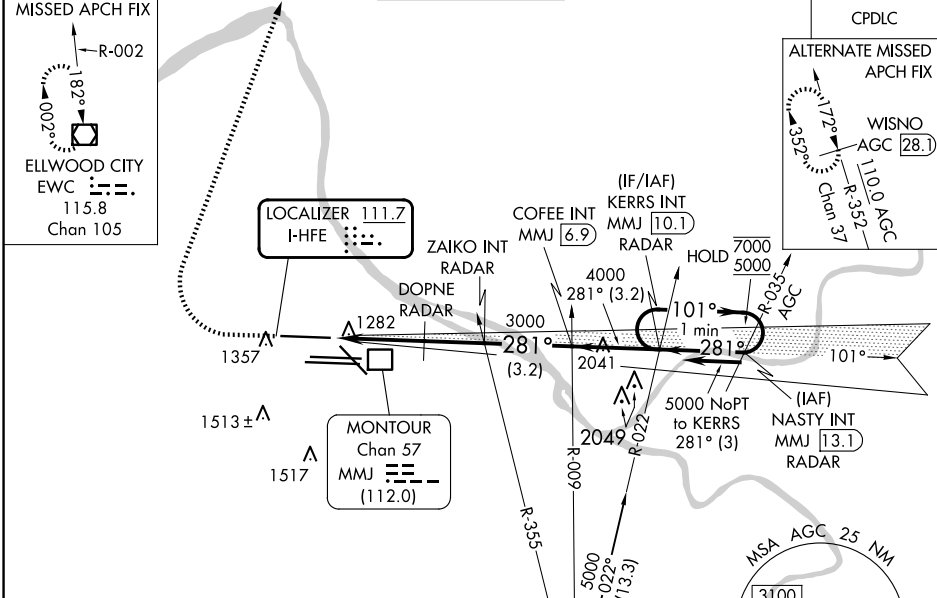 MISSED APCH FIX
R-002
182°
002°
ELLWOOD CITY
EWC
115.8
Chan 105
CPDLC
ALTERNATE MISSED
APCH FIX
172°
352°
WISNO
AGC 28.1
110.0 AGC
R-352
Chan 37
LOCALIZER 111.7
I-HFE
ZAIKO INT
RADAR
DOPNE
RADAR
COFEE INT
MMJ 6.9
(IF/IAF)
KERRS INT
MMJ 10.1
RADAR
HOLD 7000
5000
R-035
AGC
4000
281° (3.2)
101°
1 min
281°
101°
3000
281°
(3.2)
1282
1357
2041
1513±
1517
2049
5000 NoPT
to KERRS
281° (3)
(IAF)
NASTY INT
MMJ 13.1
RADAR
MONTOUR
Chan 57
MMJ
(112.0)
R-022
R-009
R-355
5000
022°
(13.3)
MSA AGC 25 NM
3100